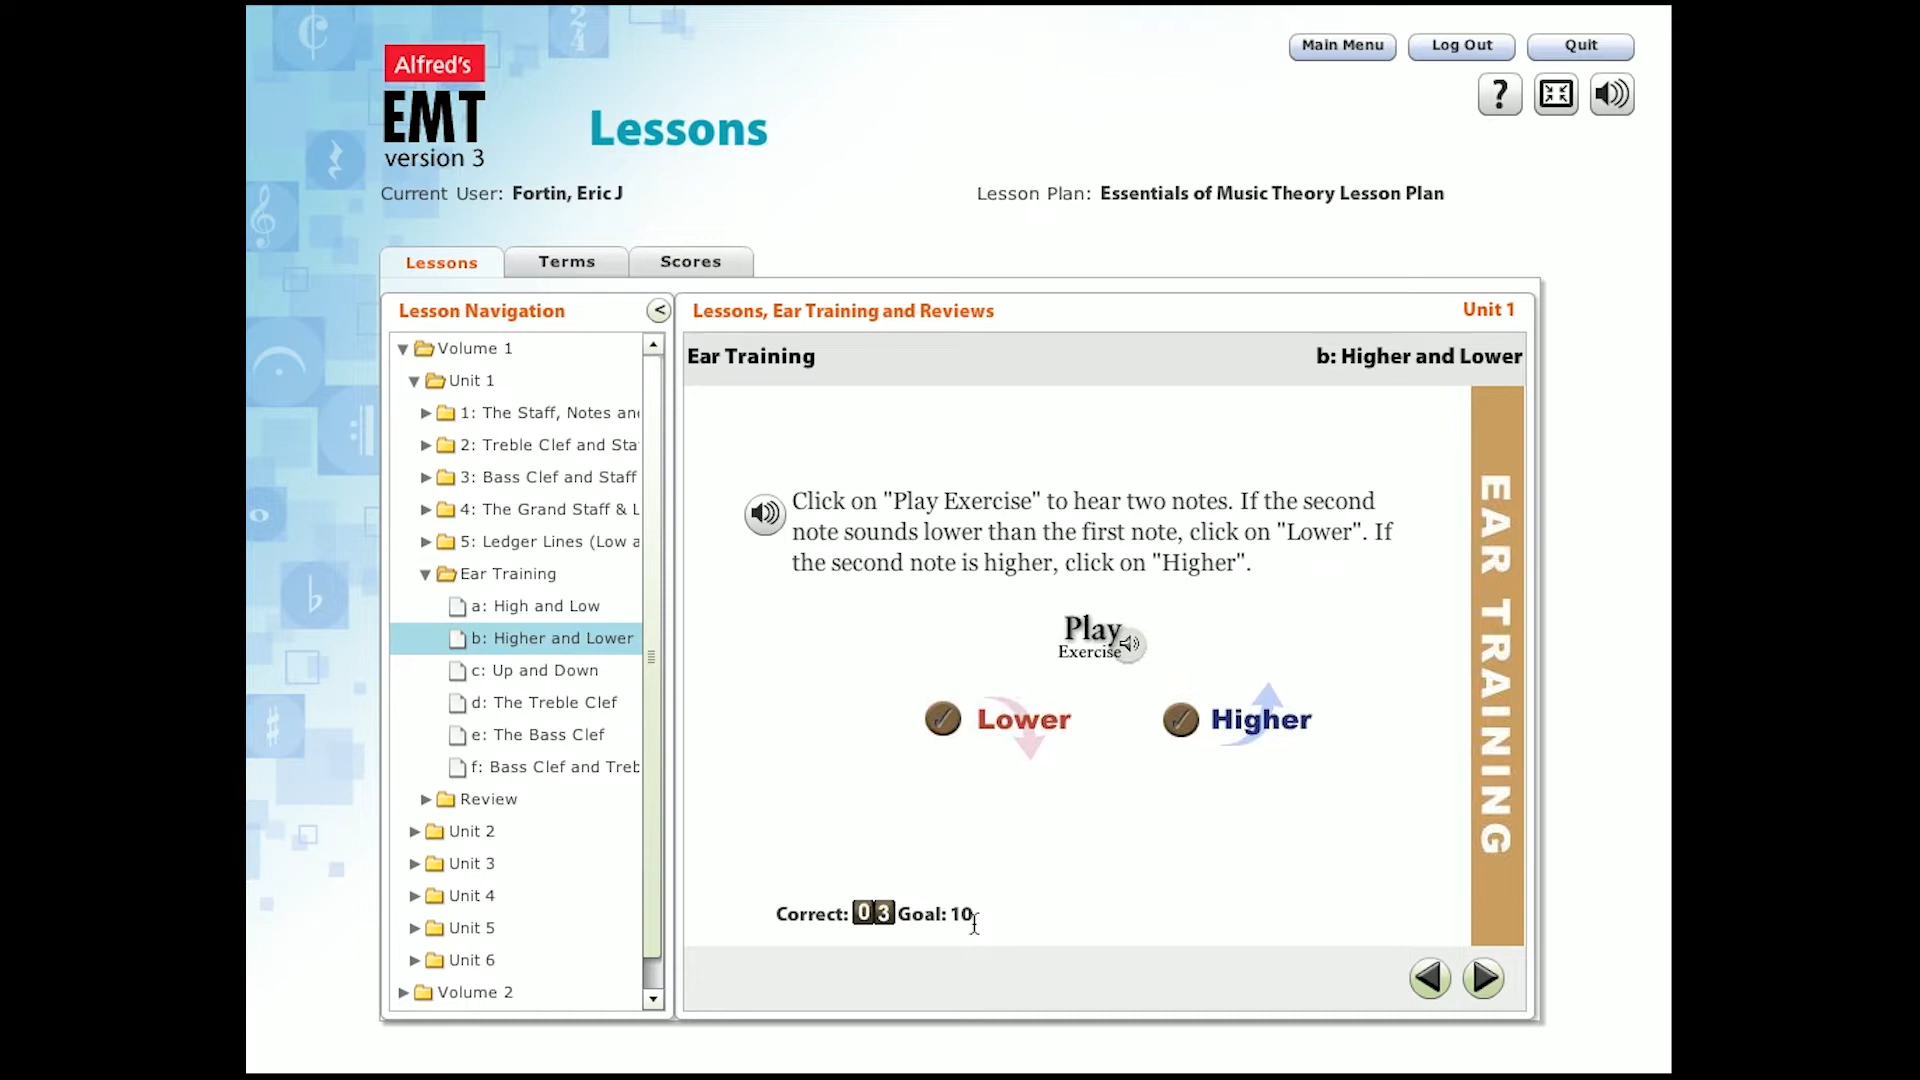 Main Menu
Log Out
Quit
Alfred's
EMT
version 3
?
Lessons
Current User: Fortin, Eric J
Lesson Plan: Essentials of Music Theory Lesson Plan
Lessons
Terms
Scores
Lesson Navigation
<
Volume 1
Unit 1
1: The Staff, Notes an
2: Treble Clef and Sta
3: Bass Clef and Staff
4: The Grand Staff & L
5: Ledger Lines (Low a
Ear Training
a: High and Low
b: Higher and Lower
c: Up and Down
d: The Treble Clef
e: The Bass Clef
f: Bass Clef and Tre
Review
Unit 2
Unit 3
Unit 4
Unit 5
Unit 6
Volume 2
Lessons, Ear Training and Reviews
Unit 1
Ear Training
b: Higher and Lower
Click on "Play Exercise" to hear two notes. If the second
note sounds lower than the first note, click on "Lower". If
the second note is higher, click on "Higher".
Play
Exercise
Lower
Higher
Correct: 03 Goal: 10
EAR TRAINING